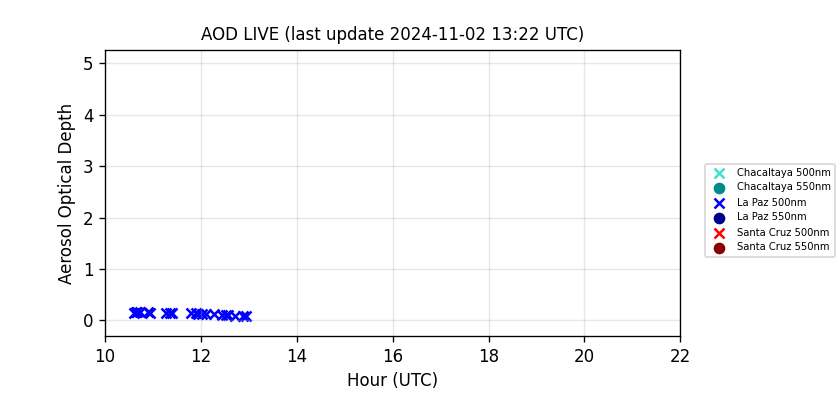 AOD LIVE (last update 2024-11-02 13:22 UTC)
5
4
3
2
1
0
Aerosol Optical Depth
10 12 14 16 18 20 22
Hour (UTC)
Chacaltaya 500nm
Chacaltaya 550nm
La Paz 500nm
La Paz 550nm
Santa Cruz 500nm
Santa Cruz 550nm